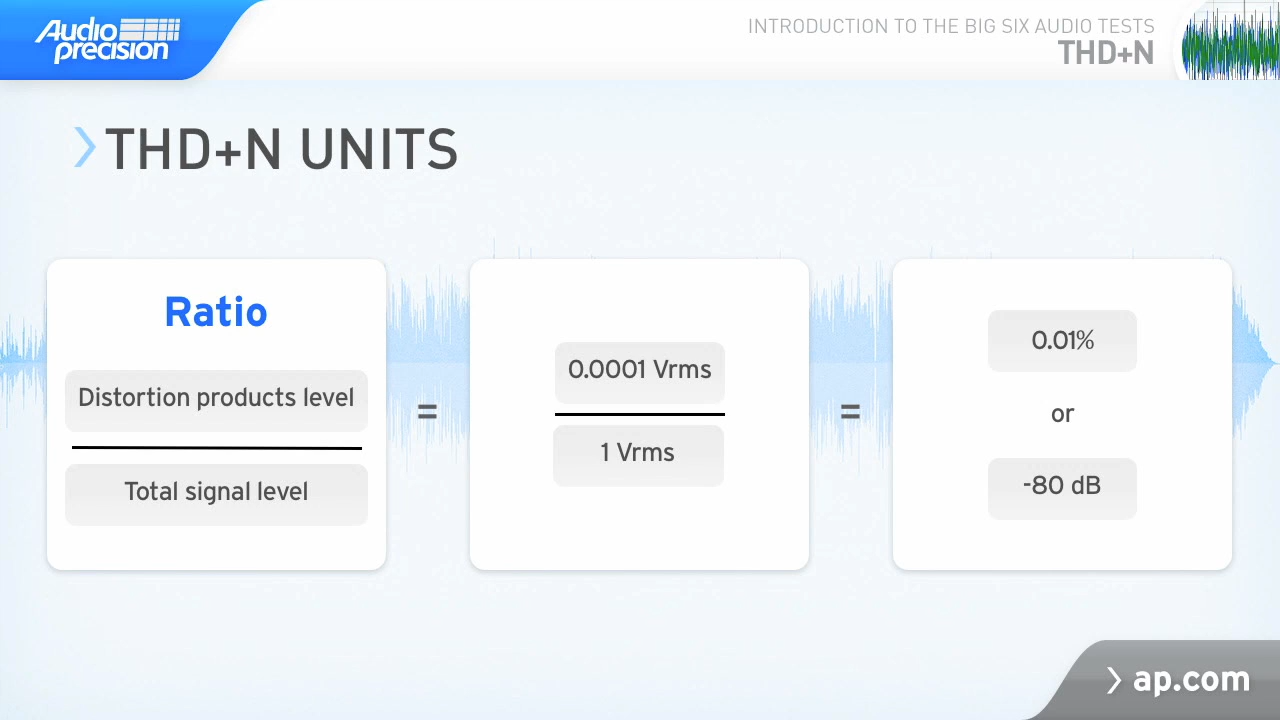 Audio
precision
INTRODUCTION TO THE BIG SIX AUDIO TESTS
THD+N
THD+N UNITS
Ratio
Distortion products level
Total signal level
=
0.0001 Vrms
1 Vrms
=
0.01%
or
-80 dB
ap.com